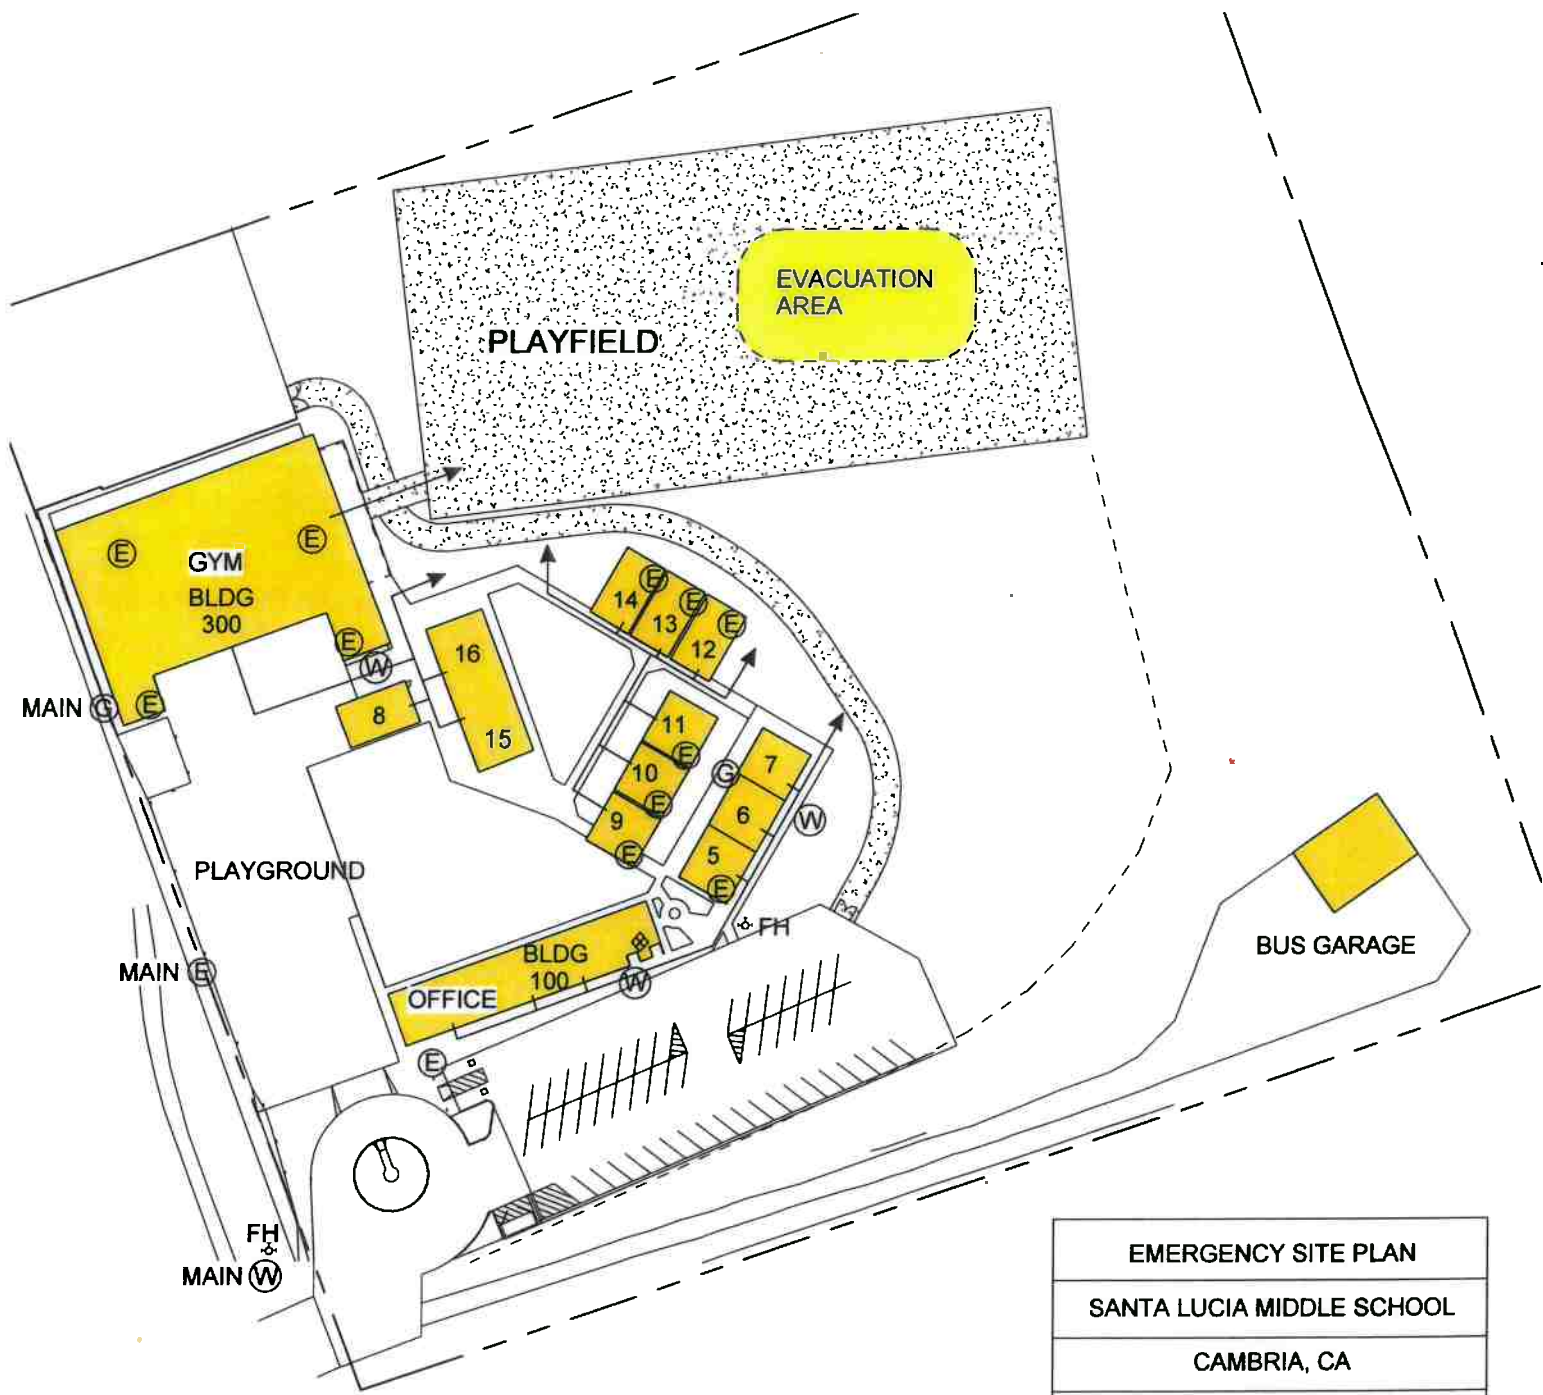 EVACUATION
AREA
PLAYFIELD
E
E
GYM
BLDG
300
E
W
MAIN G
E
8
16
15
14
E
13
E
12
E
11
E
10
E
9
E
G
7
6
5
E
W
PLAYGROUND
FH
BLDG
100
OFFICE
W
E
MAIN E
BUS GARAGE
FH
MAIN W
EMERGENCY SITE PLAN
SANTA LUCIA MIDDLE SCHOOL
CAMBRIA, CA